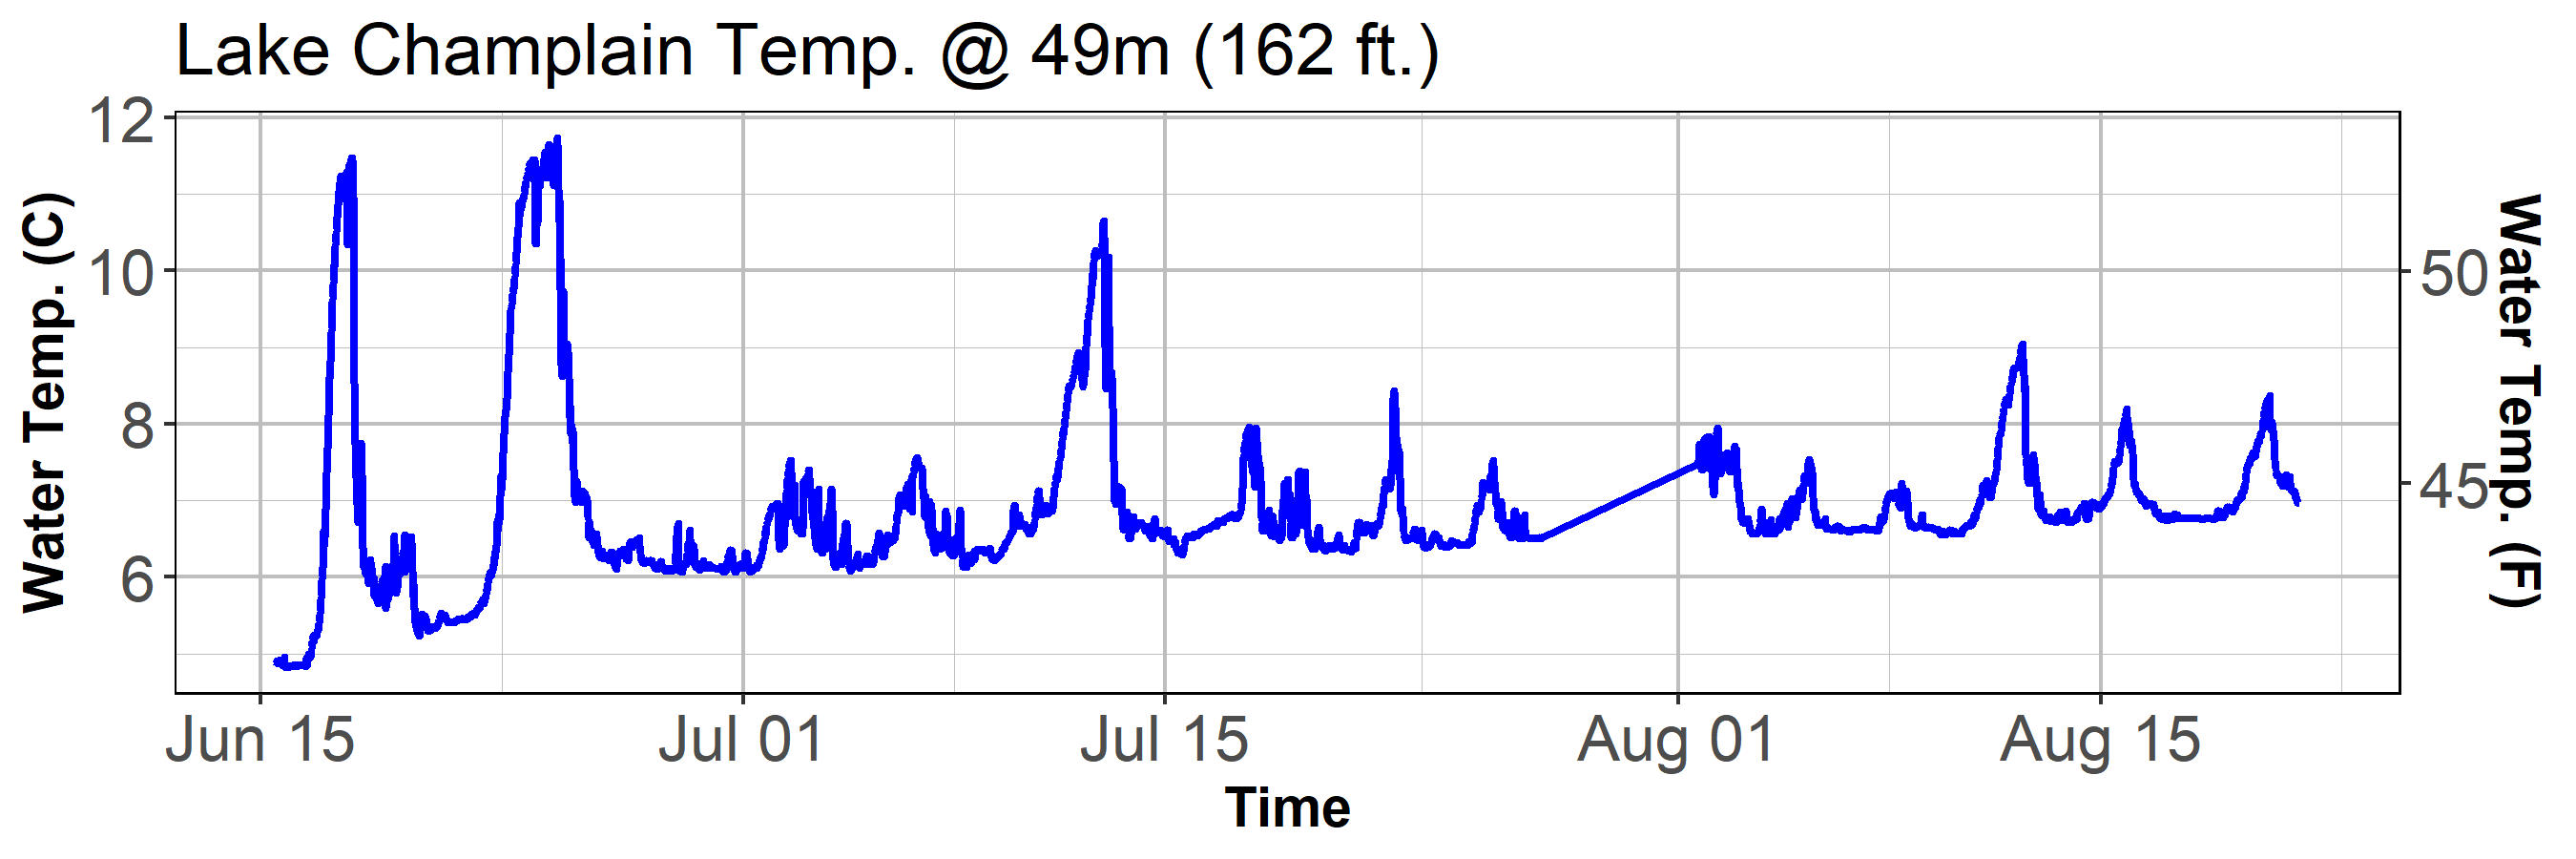 Lake Champlain Temp. @ 49m (162 ft.)
Water Temp. (C)
12
10
8
6
50
45
Water Temp. (F)
Jun 15 Jul 01 Jul 15 Aug 01 Aug 15
Time